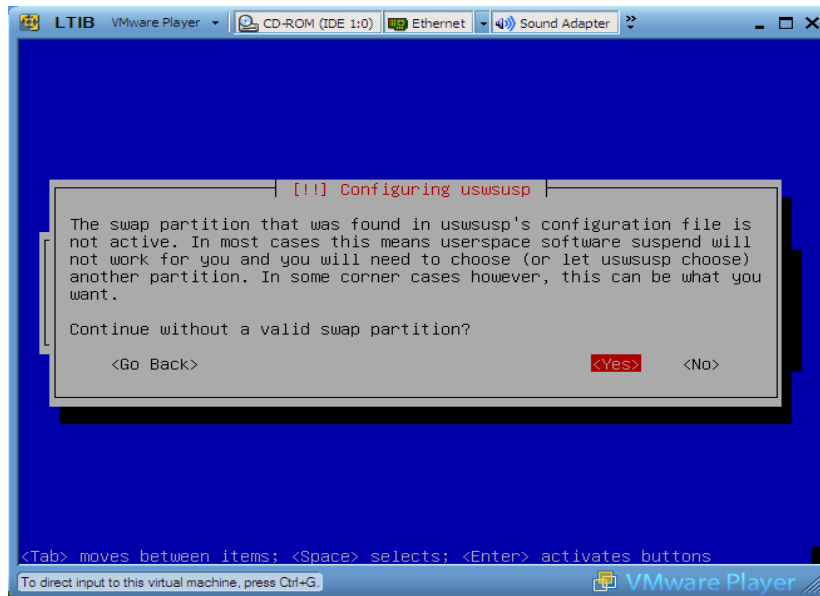 LTIB VMware Player CD-ROM (IDE 1:0) Ethernet Sound Adapter
[!!] Configuring uswsusp
The swap partition that was found in uswsusp's configuration file is
not active. In most cases this means userspace software suspend will
not work for you and you will need to choose (or let uswsusp choose)
another partition. In some corner cases however, this can be what you
want.
Continue without a valid swap partition?
<Go Back> <Yes> <No>
<Tab> moves between items; <Space> selects; <Enter> activates buttons
To direct input to this virtual machine, press Ctrl+G. VMware Player